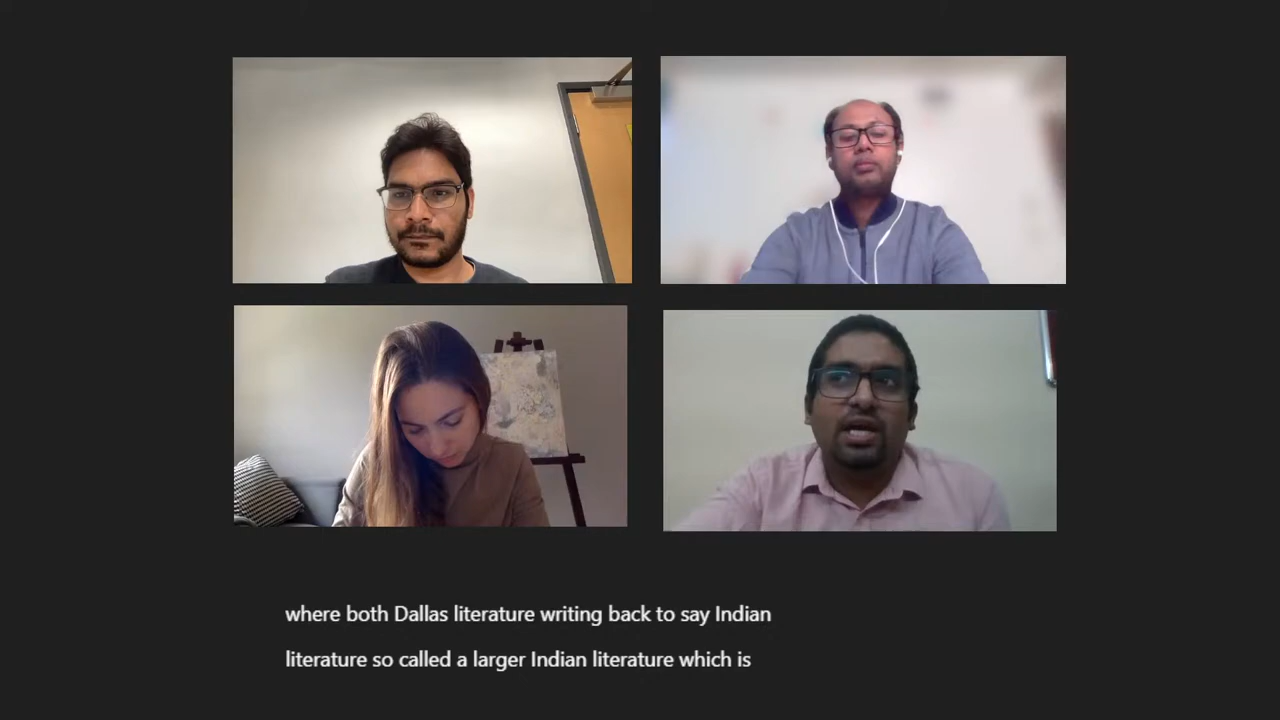 where both Dallas literature writing back to say Indian
literature so called a larger Indian literature which is